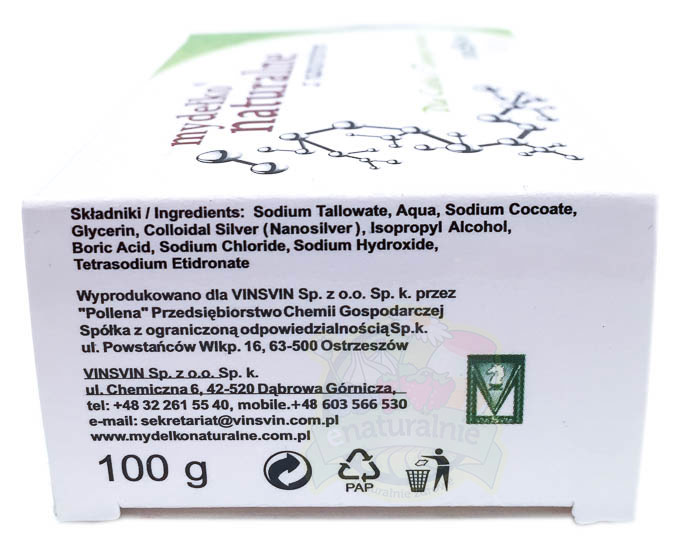 mydełko
naturalne
Składniki / Ingredients: Sodium Tallowate, Aqua, Sodium Cocoate,
Glycerin, Colloidal Silver (Nanosilver), Isopropyl Alcohol,
Boric Acid, Sodium Chloride, Sodium Hydroxide,
Tetrasodium Etidronate
Wyprodukowano dla VINSVIN Sp. z o.o. Sp. k. przez
"Pollena" Przedsiębiorstwo Chemii Gospodarczej
Spółka z ograniczoną odpowiedzialnością Sp.k.
ul. Powstańców Wlkp. 16, 63-500 Ostrzeszów
VINSVIN Sp. z o.o. Sp. k.
ul. Chemiczna 6, 42-520 Dąbrowa Górnicza,
tel: +48 32 261 55 40, mobile.+48 603 566 530
e-mail: sekretariat@vinsvin.com.pl
www.mydelkonaturalne.com.pl
enaturalnie
100 g
PAP